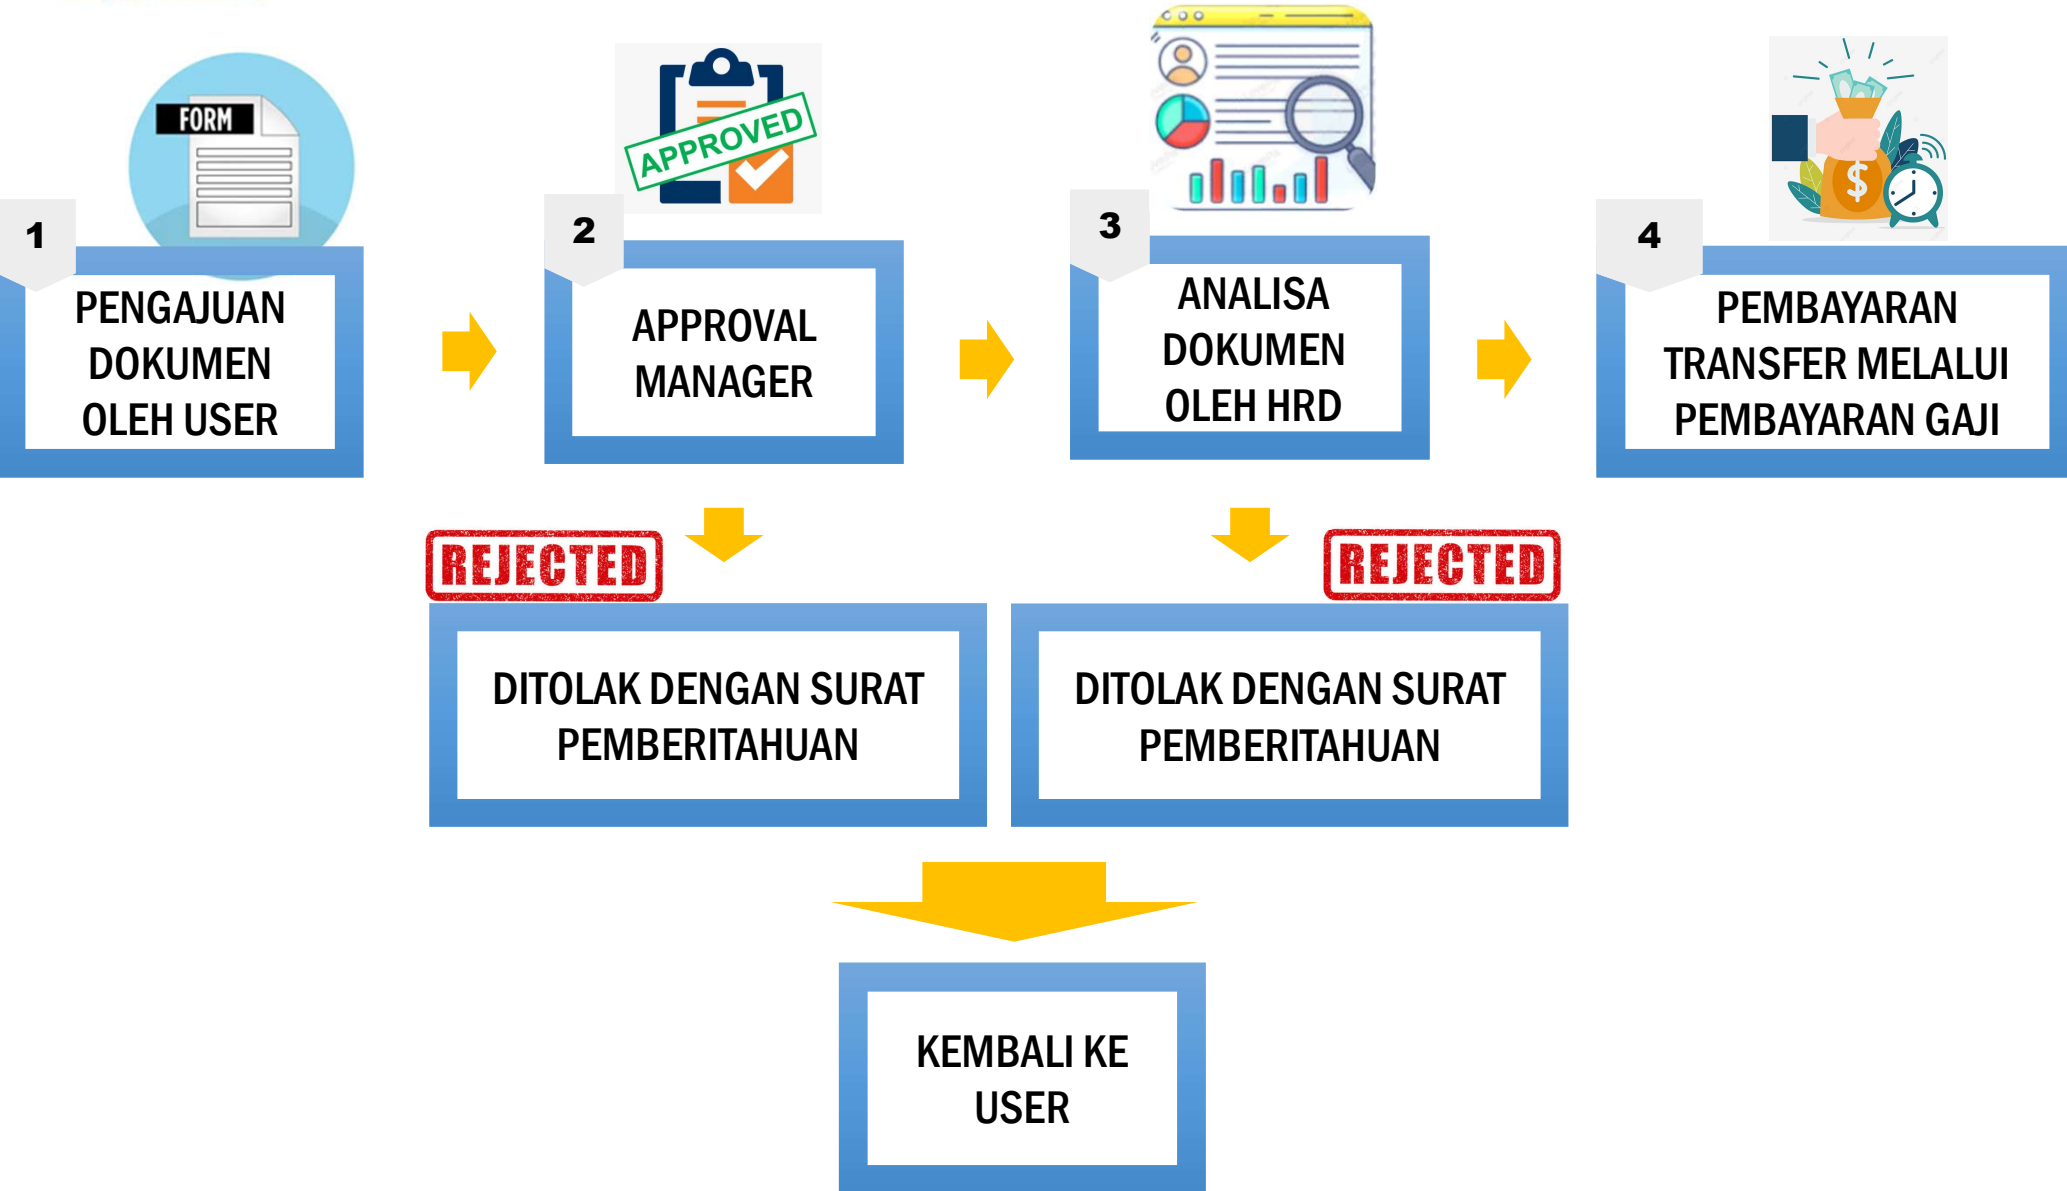 FORM
APPROVED
1
PENGAJUAN
DOKUMEN
OLEH USER
2
APPROVAL
MANAGER
3
ANALISA
DOKUMEN
OLEH HRD
4
PEMBAYARAN
TRANSFER MELALUI
PEMBAYARAN GAJI
$
REJECTED
DITOLAK DENGAN SURAT
PEMBERITAHUAN
REJECTED
DITOLAK DENGAN SURAT
PEMBERITAHUAN
KEMBALI KE
USER